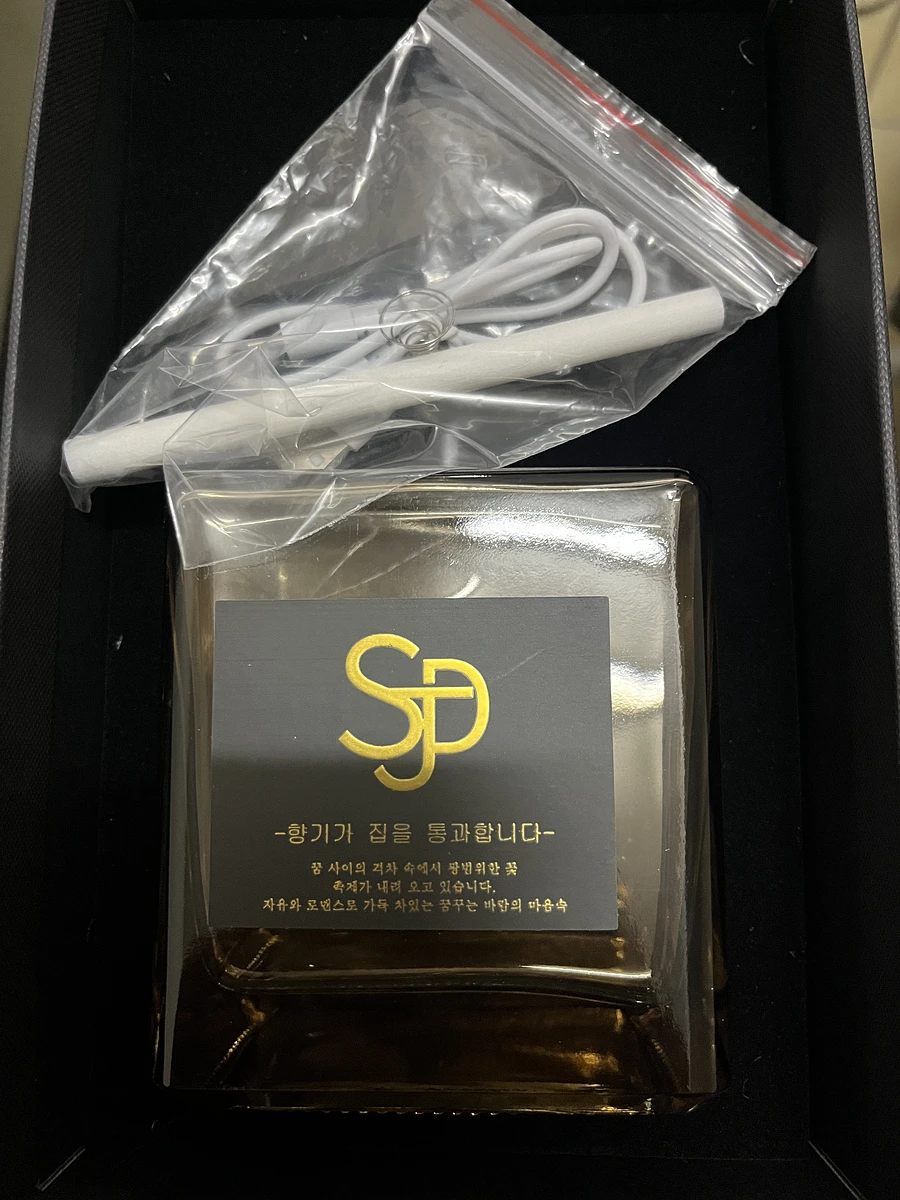 SJD
-향기가 집을 통과합니다-
꿈 사이의 격차 속에서 광범위한 꽃
축제가 내려 오고 있습니다.
자유와 로맨스로 가득 차있는 꿈꾸는 바람의 마음속